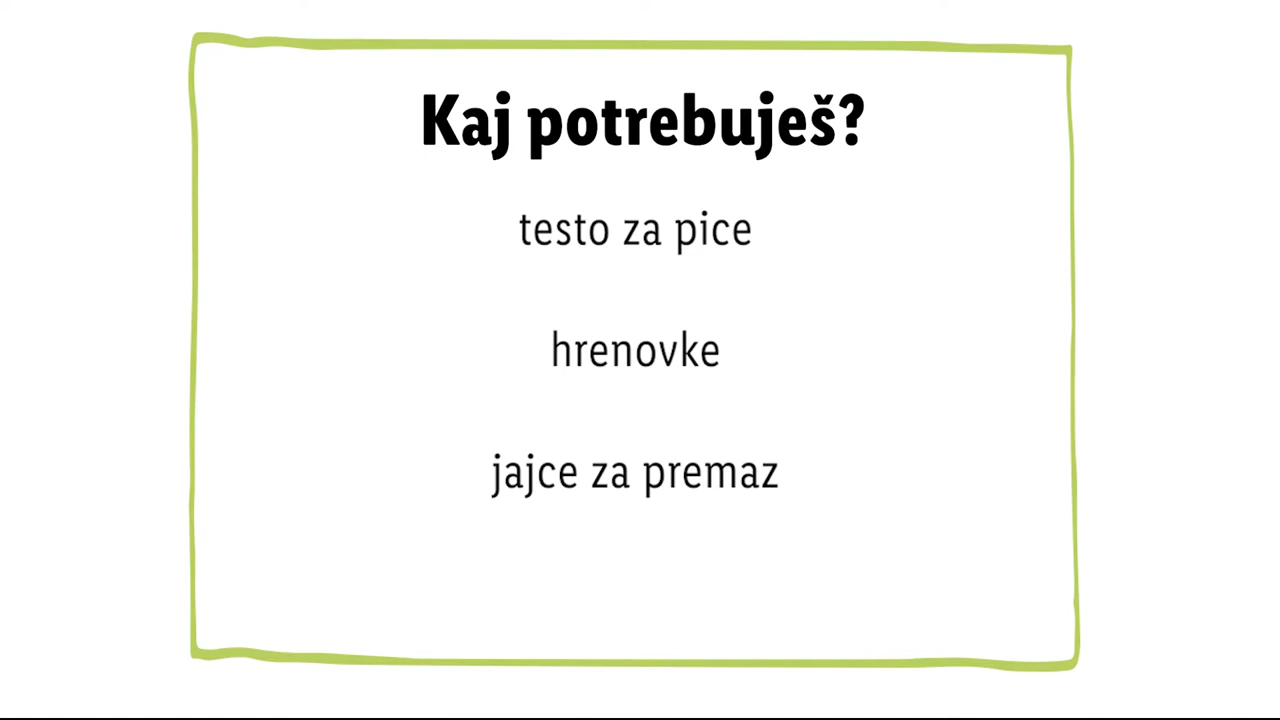 Kaj potrebuješ?
testo za pice
hrenovke
jajce za premaz